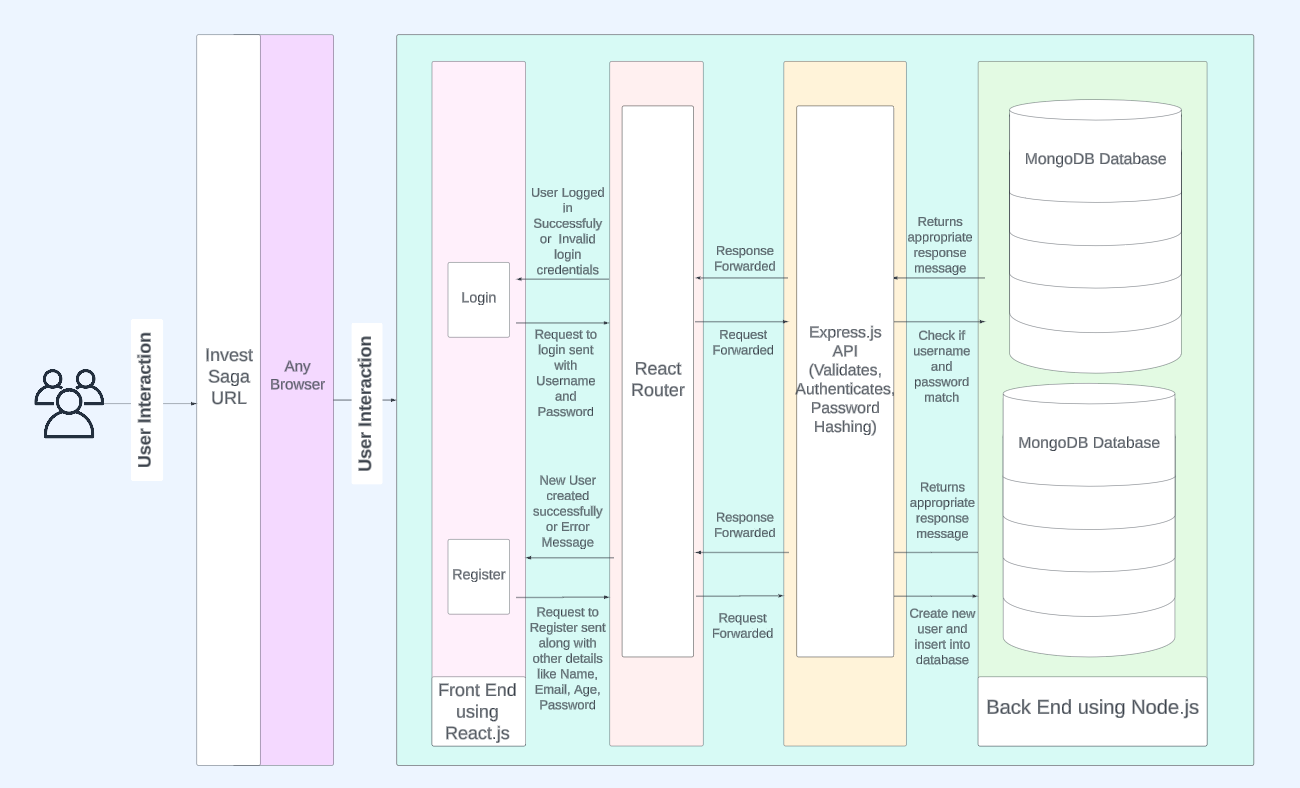 User Interaction
Invest
Saga
URL
Any
Browser
User Interaction
Login
Register
Front End
using
React.js
User Logged
in
Successfuly
or Invalid
login
credentials
Request to
login sent
with
Username
and
Password
New User
created
successfully
or Error
Message
Request to
Register sent
along with
other details
like Name,
Email, Age,
Password
React
Router
Response
Forwarded
Request
Forwarded
Response
Forwarded
Request
Forwarded
Express.js
API
(Validates,
Authenticates,
Password
Hashing)
Returns
appropriate
response
message
Check if
username
and
password
match
Returns
appropriate
response
message
Create new
user and
insert into
database
MongoDB Database
MongoDB Database
Back End using Node.js